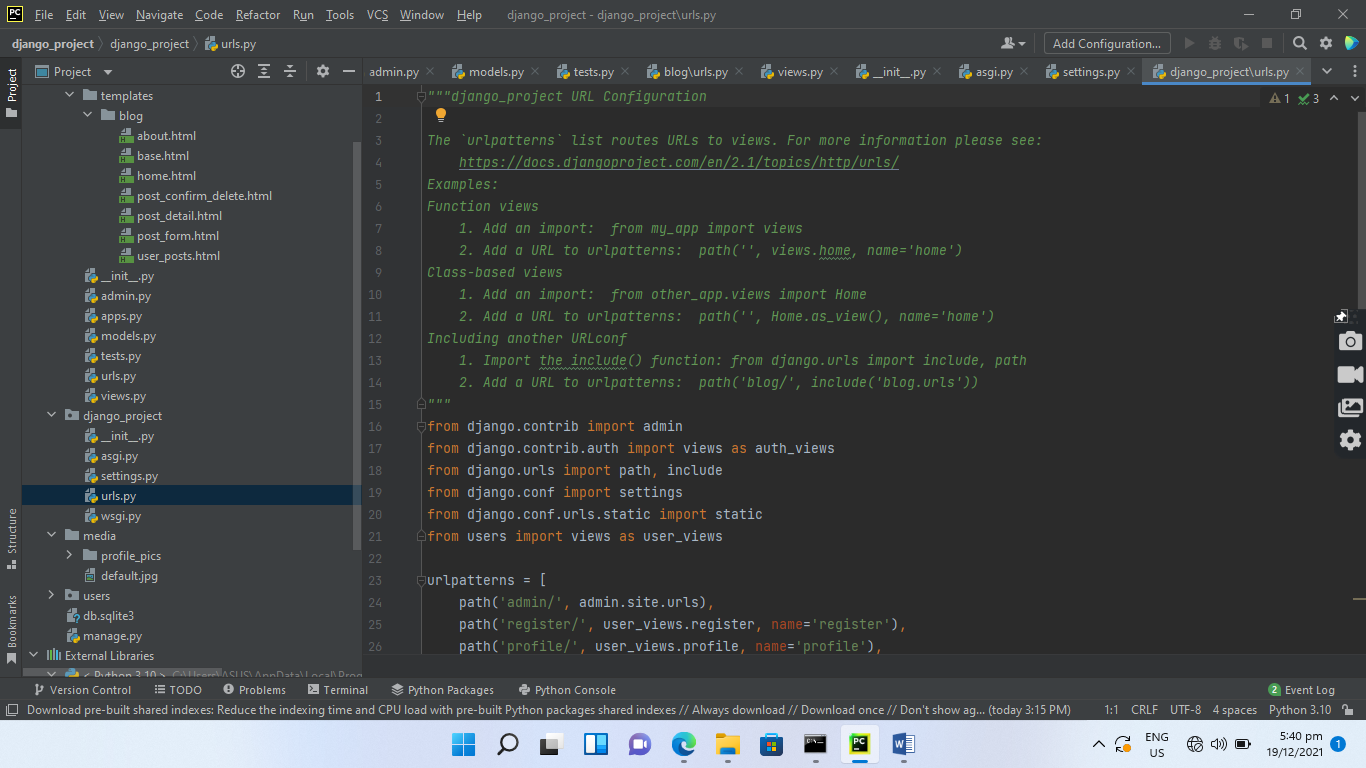 PC File Edit View Navigate Code Refactor Run Tools VCS Window Help django_project - django_project\urls.py
django_project django_project urls.py Add Configuration...
Project admin.py models.py tests.py blog\urls.py views.py __init__.py asgi.py settings.py django_project\urls.py
Project
Structure
Bookmarks
templates
blog
about.html
base.html
home.html
post_confirm_delete.html
post_detail.html
post_form.html
user_posts.html
__init__.py
admin.py
apps.py
models.py
tests.py
urls.py
views.py
django_project
__init__.py
asgi.py
settings.py
urls.py
wsgi.py
media
profile_pics
default.jpg
users
db.sqlite3
manage.py
External Libraries
< Python 3.10 > C:\Users\ASUS\AppData\Local\Prog
1 """django_project URL Configuration
1 3
2
3 The `urlpatterns` list routes URLs to views. For more information please see:
4 https://docs.djangoproject.com/en/2.1/topics/http/urls/
5 Examples:
6 Function views
7 1. Add an import:  from my_app import views
8 2. Add a URL to urlpatterns:  path('', views.home, name='home')
9 Class-based views
10 1. Add an import:  from other_app.views import Home
11 2. Add a URL to urlpatterns:  path('', Home.as_view(), name='home')
12 Including another URLconf
13 1. Import the include() function: from django.urls import include, path
14 2. Add a URL to urlpatterns:  path('blog/', include('blog.urls'))
15 """
16 from django.contrib import admin
17 from django.contrib.auth import views as auth_views
18 from django.urls import path, include
19 from django.conf import settings
20 from django.conf.urls.static import static
21 from users import views as user_views
22
23 urlpatterns = [
24 path('admin/', admin.site.urls),
25 path('register/', user_views.register, name='register'),
26 path('profile/', user_views.profile, name='profile'),
Version Control TODO Problems Terminal Python Packages Python Console 2 Event Log
Download pre-built shared indexes: Reduce the indexing time and CPU load with pre-built Python packages shared indexes // Always download // Download once // Don't show ag... (today 3:15 PM) 1:1 CRLF UTF-8 4 spaces Python 3.10
ENG
US
5:40 pm
19/12/2021
1